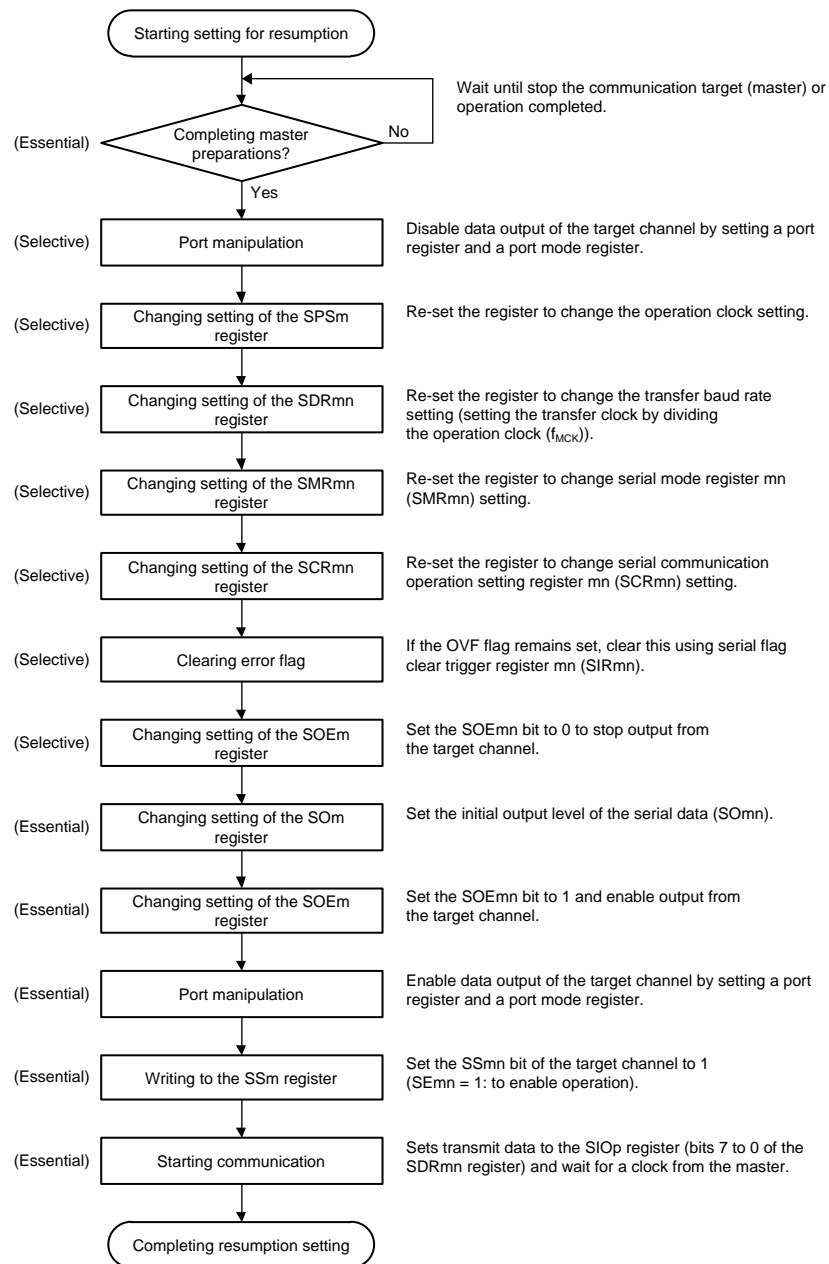 Starting setting for resumption
Wait until stop the communication target (master) or
operation completed.
(Essential)
Completing master
preparations?
No
Yes
(Selective)
Port manipulation
Disable data output of the target channel by setting a port
register and a port mode register.
(Selective)
Changing setting of the SPSm
register
Re-set the register to change the operation clock setting.
(Selective)
Changing setting of the SDRmn
register
Re-set the register to change the transfer baud rate
setting (setting the transfer clock by dividing
the operation clock (fMCK)).
(Selective)
Changing setting of the SMRmn
register
Re-set the register to change serial mode register mn
(SMRmn) setting.
(Selective)
Changing setting of the SCRmn
register
Re-set the register to change serial communication
operation setting register mn (SCRmn) setting.
(Selective)
Clearing error flag
If the OVF flag remains set, clear this using serial flag
clear trigger register mn (SIRmn).
(Selective)
Changing setting of the SOEm
register
Set the SOEmn bit to 0 to stop output from
the target channel.
(Essential)
Changing setting of the SOm
register
Set the initial output level of the serial data (SOmn).
(Essential)
Changing setting of the SOEm
register
Set the SOEmn bit to 1 and enable output from
the target channel.
(Essential)
Port manipulation
Enable data output of the target channel by setting a port
register and a port mode register.
(Essential)
Writing to the SSm register
Set the SSmn bit of the target channel to 1
(SEmn = 1: to enable operation).
(Essential)
Starting communication
Sets transmit data to the SIOp register (bits 7 to 0 of the
SDRmn register) and wait for a clock from the master.
Completing resumption setting